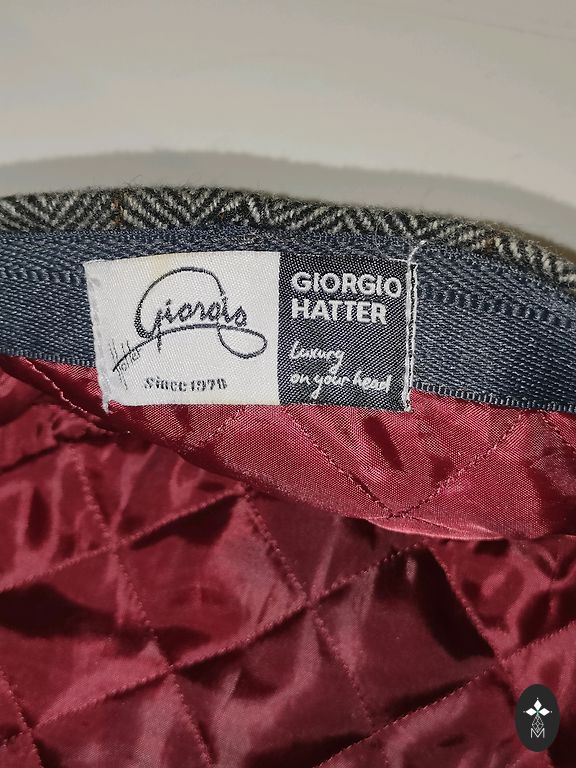 Giorgio
Hatter
Since 1970
GIORGIO
HATTER
Luxury
on your head
M